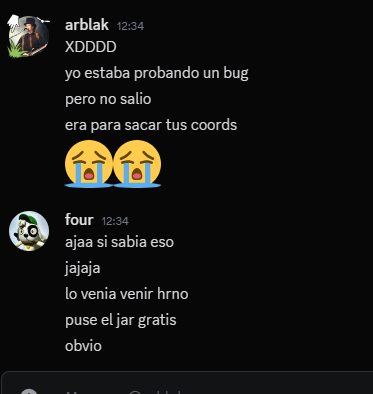 arblak 12:34
XDDDD
yo estaba probando un bug
pero no salio
era para sacar tus coords
four 12:34
ajaa si sabia eso
jajaja
lo venia venir hrno
puse el jar gratis
obvio